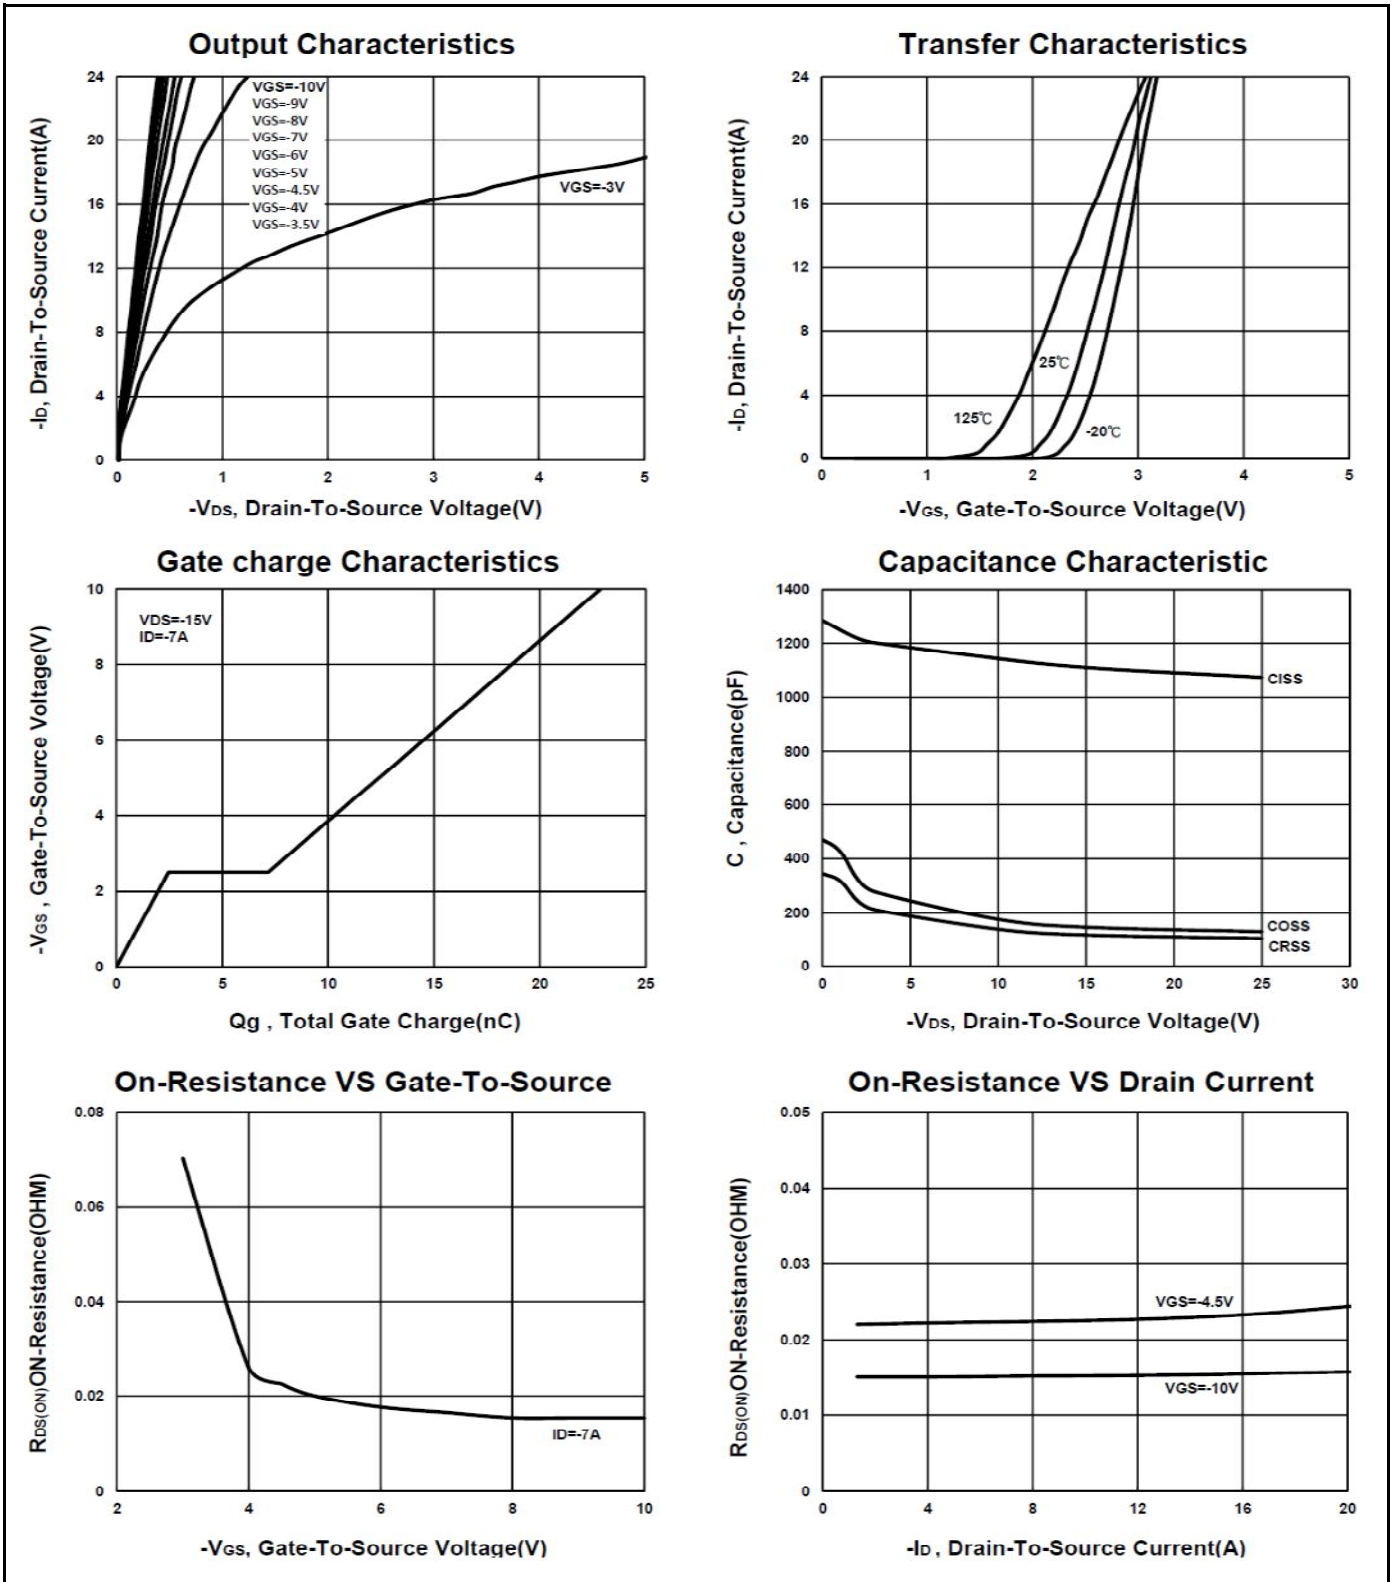 Output Characteristics
24
20
16
12
8
4
0
0 1 2 3 4 5
-ID, Drain-To-Source Current(A)
VGS=-10V
VGS=-9V
VGS=-8V
VGS=-7V
VGS=-6V
VGS=-5V
VGS=-4.5V
VGS=-4V
VGS=-3.5V
VGS=-3V
-VDS, Drain-To-Source Voltage(V)
Transfer Characteristics
24
20
16
12
8
4
0
0 1 2 3 4 5
-ID, Drain-To-Source Current(A)
25℃
125℃
-20℃
-VGS, Gate-To-Source Voltage(V)
Gate charge Characteristics
10
8
6
4
2
0
0 5 10 15 20 25
-VGS , Gate-To-Source Voltage(V)
VDS=-15V
ID=-7A
Qg , Total Gate Charge(nC)
Capacitance Characteristic
1400
1200
1000
800
600
400
200
0
0 5 10 15 20 25 30
C , Capacitance(pF)
CISS
COSS
CRSS
-VDS, Drain-To-Source Voltage(V)
On-Resistance VS Gate-To-Source
0.08
0.06
0.04
0.02
0
2 4 6 8 10
RDS(ON)ON-Resistance(OHM)
ID=-7A
-VGS, Gate-To-Source Voltage(V)
On-Resistance VS Drain Current
0.05
0.04
0.03
0.02
0.01
0
0 4 8 12 16 20
RDS(ON)ON-Resistance(OHM)
VGS=-4.5V
VGS=-10V
-ID , Drain-To-Source Current(A)